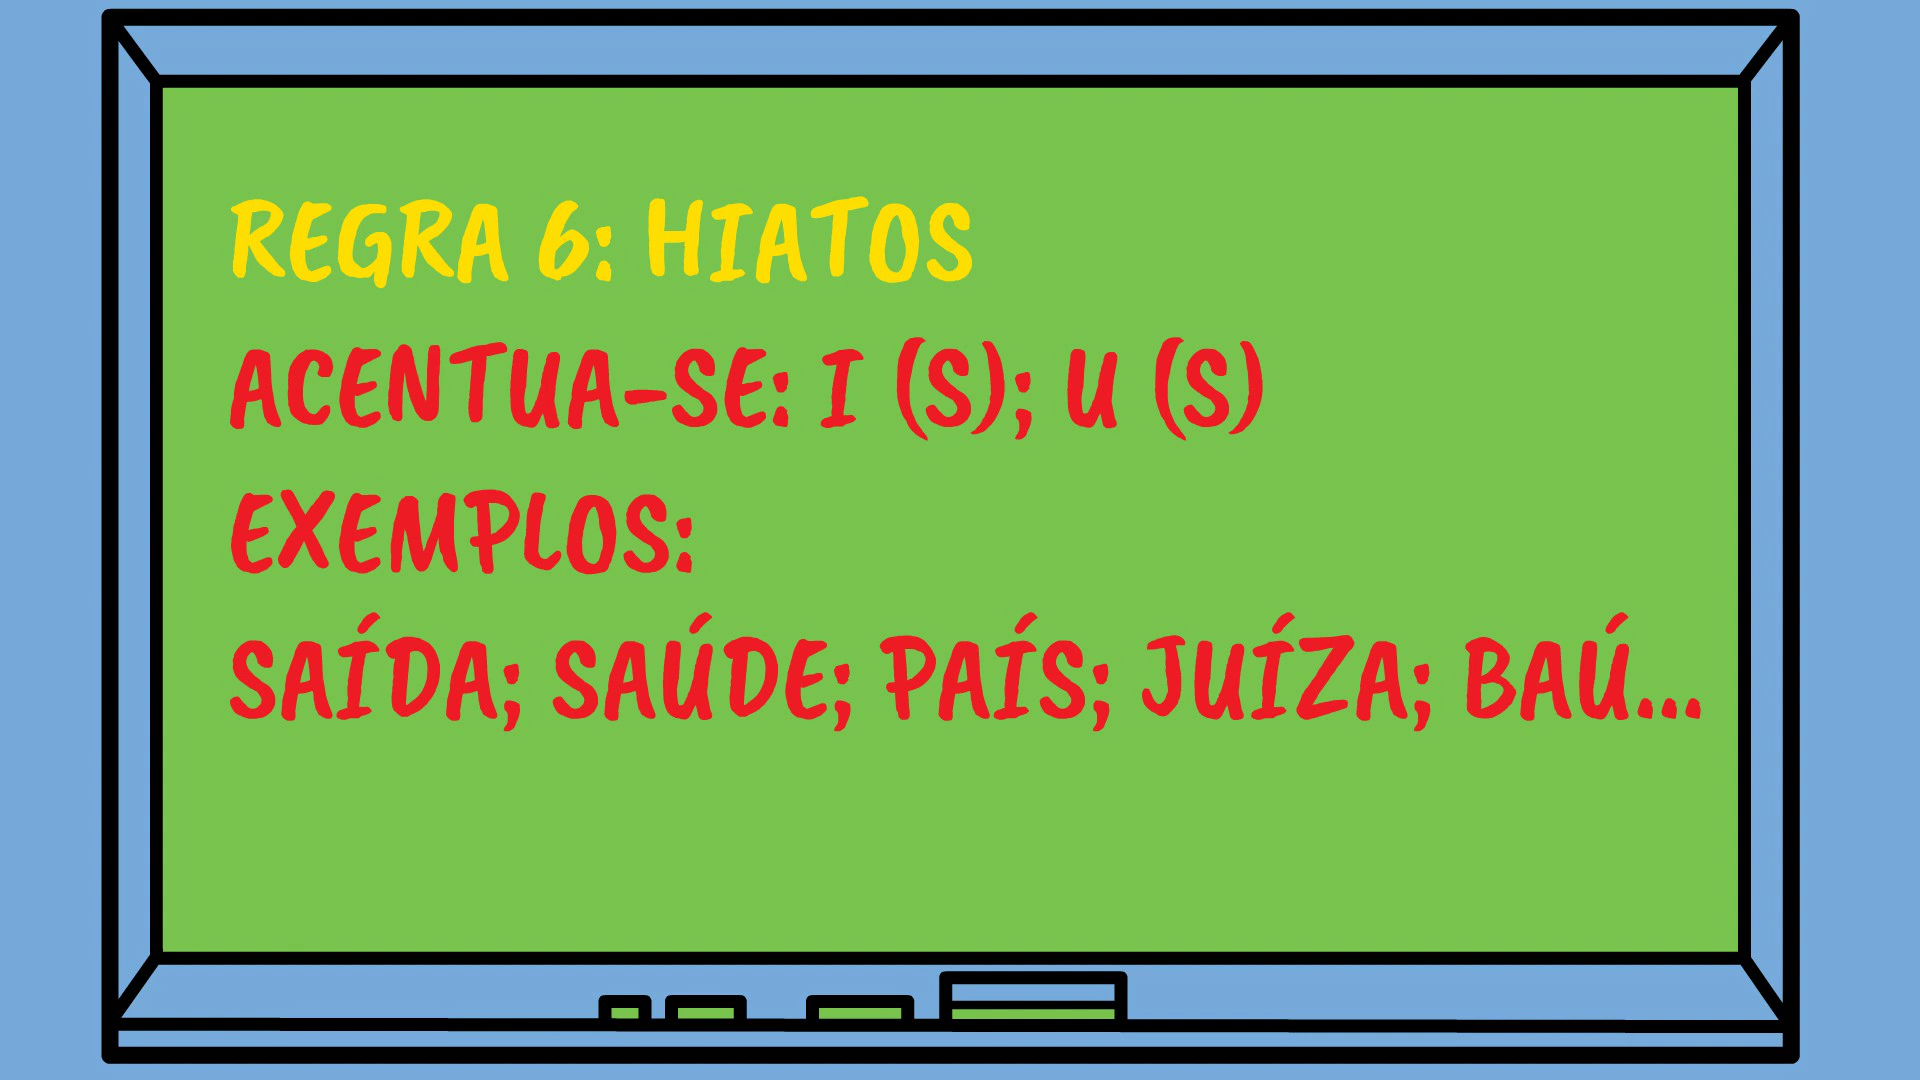 REGRA 6: HIATOS
ACENTUA-SE: I (S); U (S)
EXEMPLOS:
SAÍDA; SAÚDE; PAÍS; JUÍZA; BAÚ...